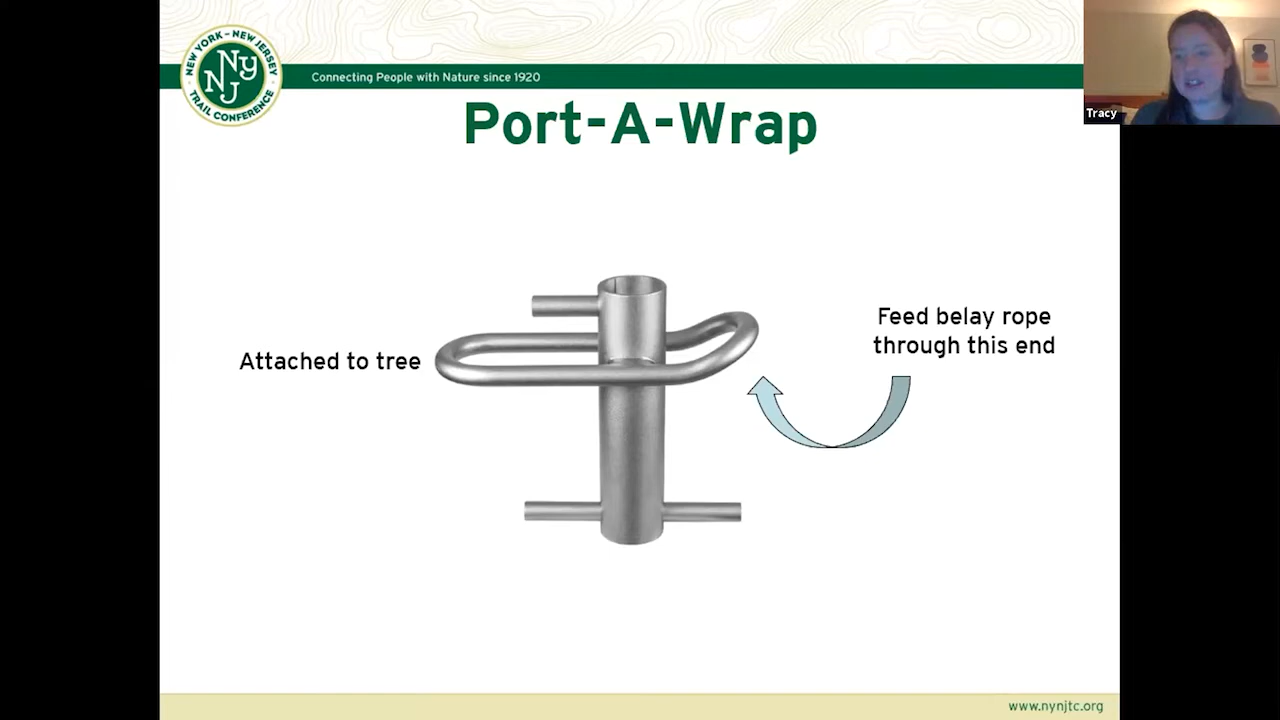 NEW YORK - NEW JERSEY
NY
NJ
TRAIL CONFERENCE
Connecting People with Nature since 1920
Tracy
Port-A-Wrap
Attached to tree
Feed belay rope
through this end
www.nynjtc.org